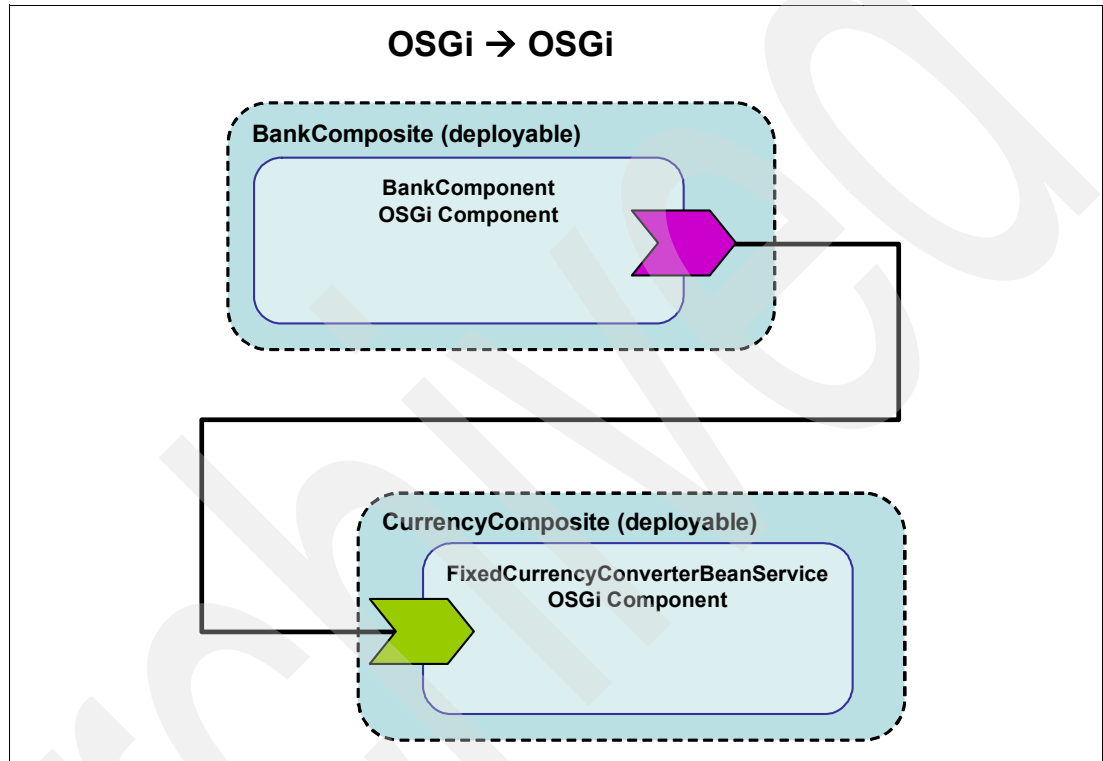 OSGi → OSGi
BankComposite (deployable)
BankComponent
OSGi Component
CurrencyComposite (deployable)
FixedCurrencyConverterBeanService
OSGi Component